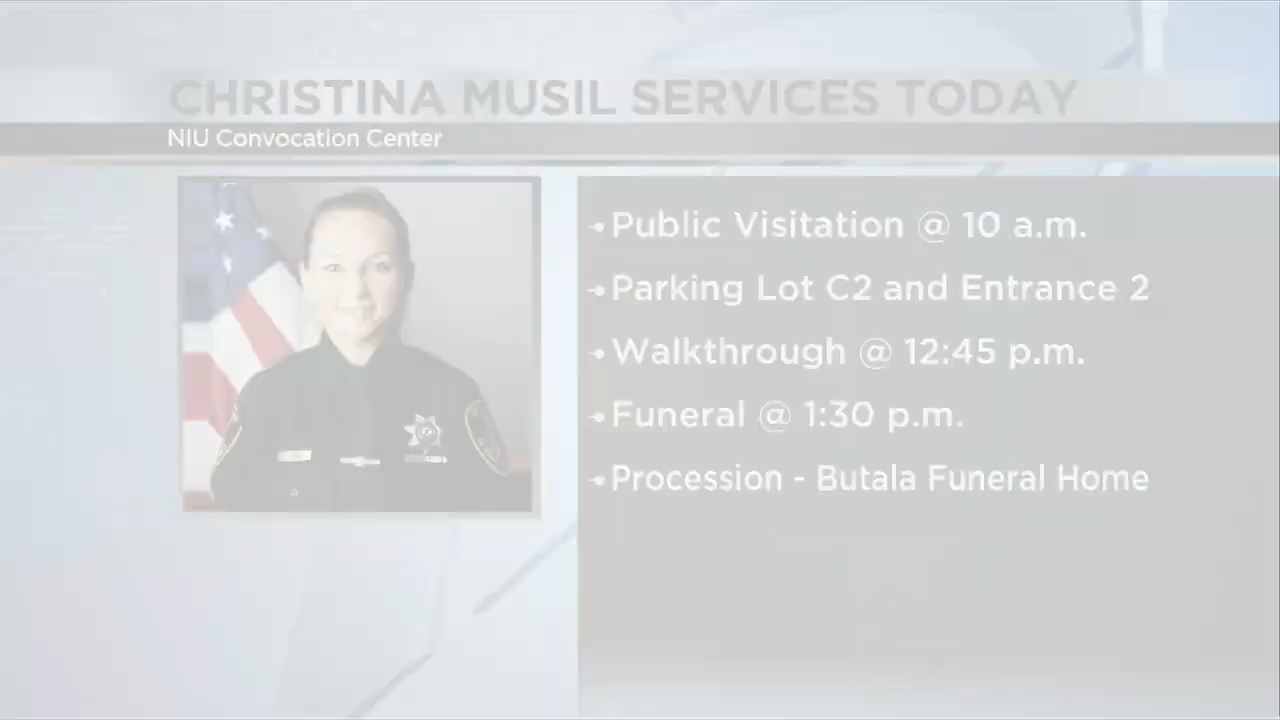 CHRISTINA MUSIL SERVICES TODAY
NIU Convocation Center
Public Visitation @ 10 a.m.
Parking Lot C2 and Entrance 2
Walkthrough @ 12:45 p.m.
Funeral @ 1:30 p.m.
Procession - Butala Funeral Home